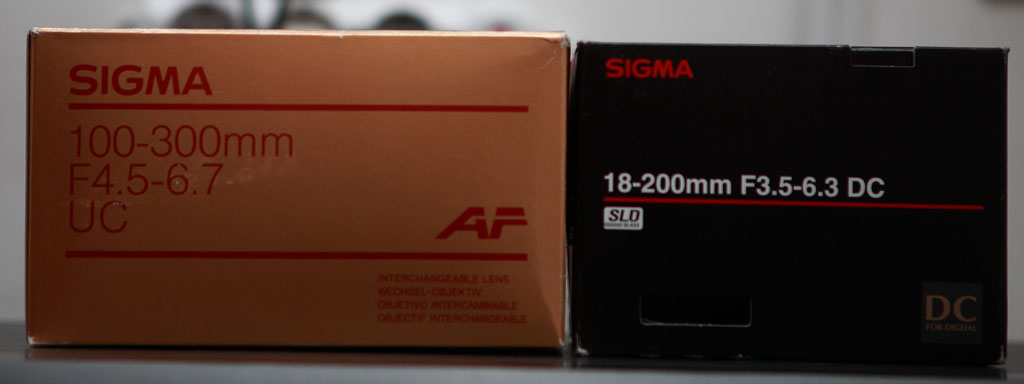 SIGMA
100-300mm
F4.5-6.7
UC
AF
INTERCHANGEABLE LENS
WECHSEL-OBJEKTIV
OBJETIVO INTERCAMBIABLE
OBJECTIF INTERCHANGEABLE
SIGMA
18-200mm F3.5-6.3 DC
SLD
GLASS
DC
FOR DIGITAL